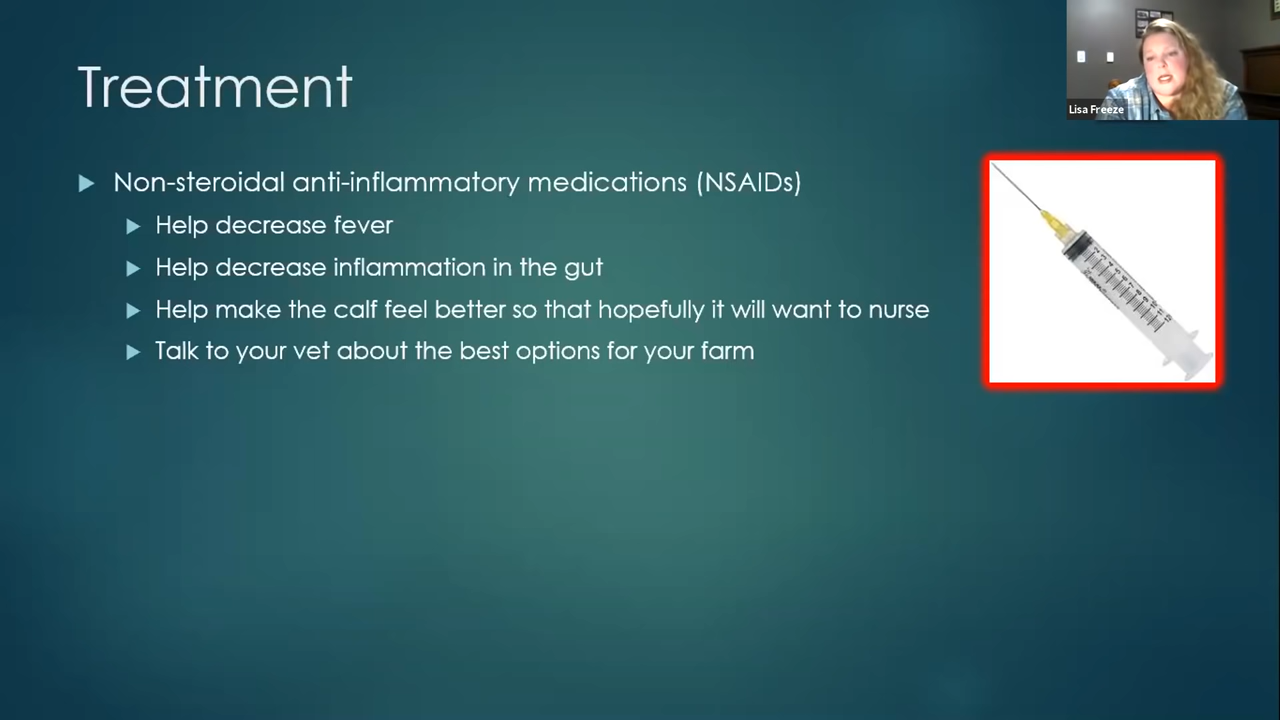 Treatment
Lisa Freeze
Non-steroidal anti-inflammatory medications (NSAIDs)
Help decrease fever
Help decrease inflammation in the gut
Help make the calf feel better so that hopefully it will want to nurse
Talk to your vet about the best options for your farm